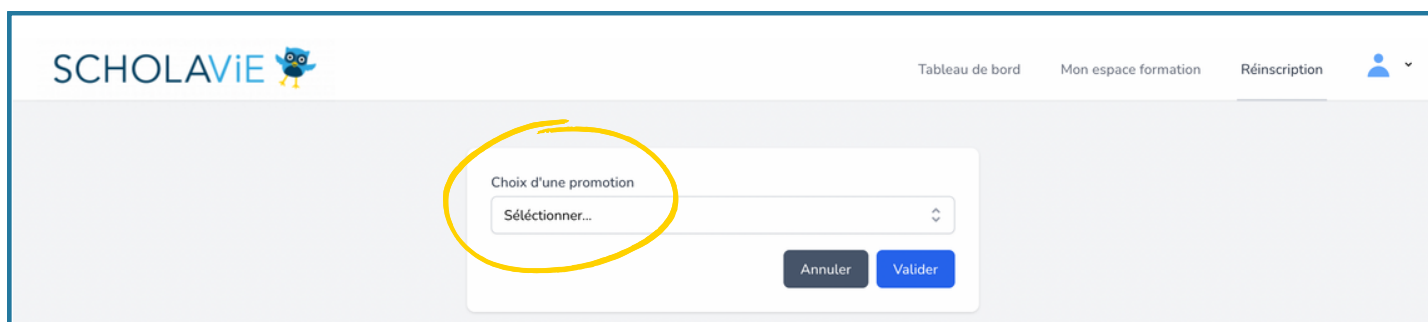 SCHOLAViE
Tableau de bord Mon espace formation Réinscription
Choix d'une promotion
Séléctionner...
Annuler Valider